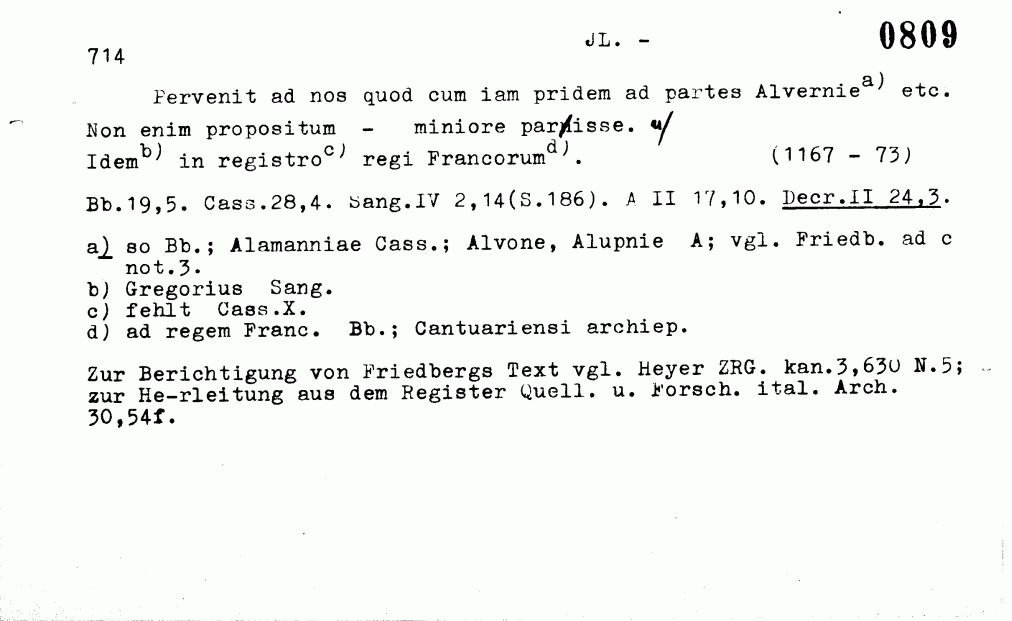 JL. - 0809
714
Pervenit ad nos quod cum iam pridem ad partes Alvernie a) etc.
Non enim propositum - miniore par/isse. u/
Idem b) in registro c) regi Francorum d). (1167 - 73)
Bb.19,5. Cass.28,4. Sang.IV 2,14(S.186). A II 17,10. Decr.II 24,3.
a) so Bb.; Alamanniae Cass.; Alvone, Alupnie A; vgl. Friedb. ad c
not.3.
b) Gregorius Sang.
c) fehlt Cass.X.
d) ad regem Franc. Bb.; Cantuariensi archiep.
Zur Berichtigung von Friedbergs Text vgl. Heyer ZRG. kan.3,630 N.5;
zur He-rleitung aus dem Register Quell. u. Forsch. ital. Arch.
30,54f.